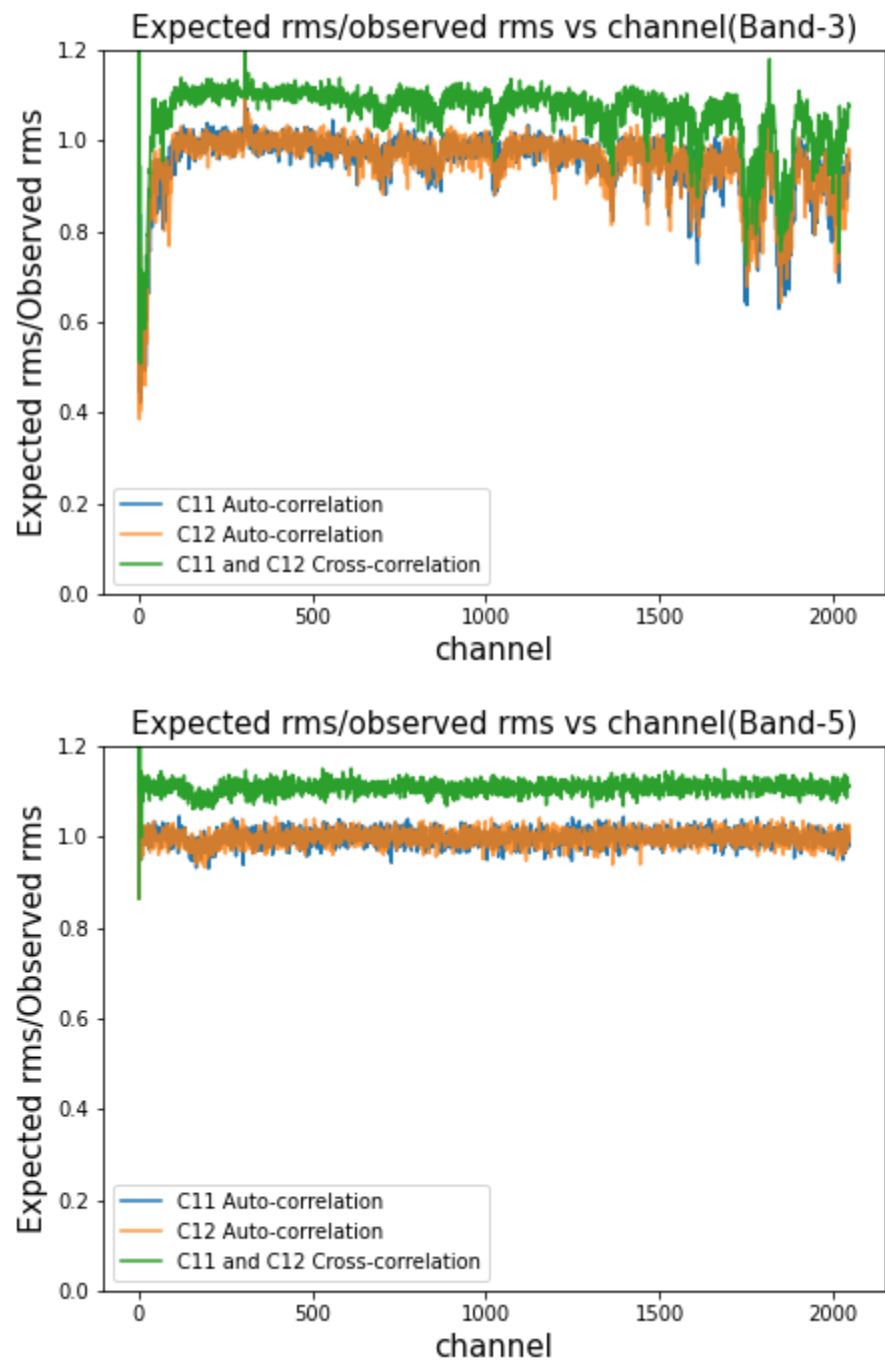 Expected rms/observed rms vs channel(Band-3)
1.2
1.0
0.8
0.6
0.4
0.2
0.0
Expected rms/Observed rms
C11 Auto-correlation
C12 Auto-correlation
C11 and C12 Cross-correlation
0 500 1000 1500 2000
channel
Expected rms/observed rms vs channel(Band-5)
1.2
1.0
0.8
0.6
0.4
0.2
0.0
Expected rms/Observed rms
C11 Auto-correlation
C12 Auto-correlation
C11 and C12 Cross-correlation
0 500 1000 1500 2000
channel